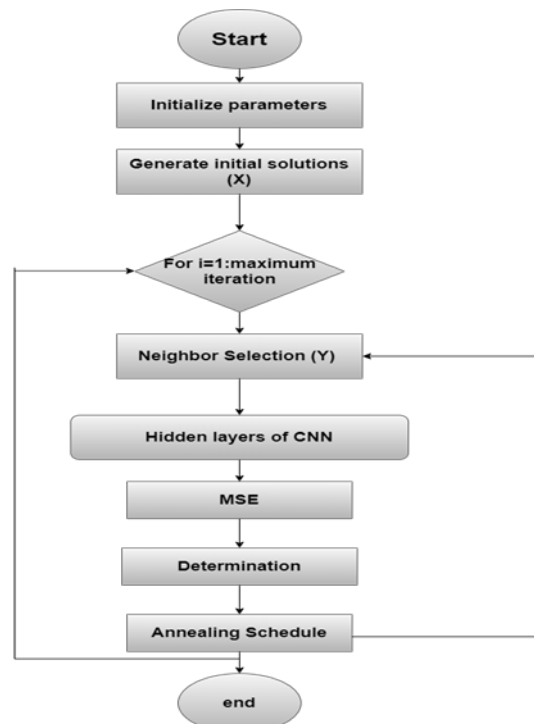 Start
Initialize parameters
Generate initial solutions
(X)
For i=1:maximum
iteration
Neighbor Selection (Y)
Hidden layers of CNN
MSE
Determination
Annealing Schedule
end